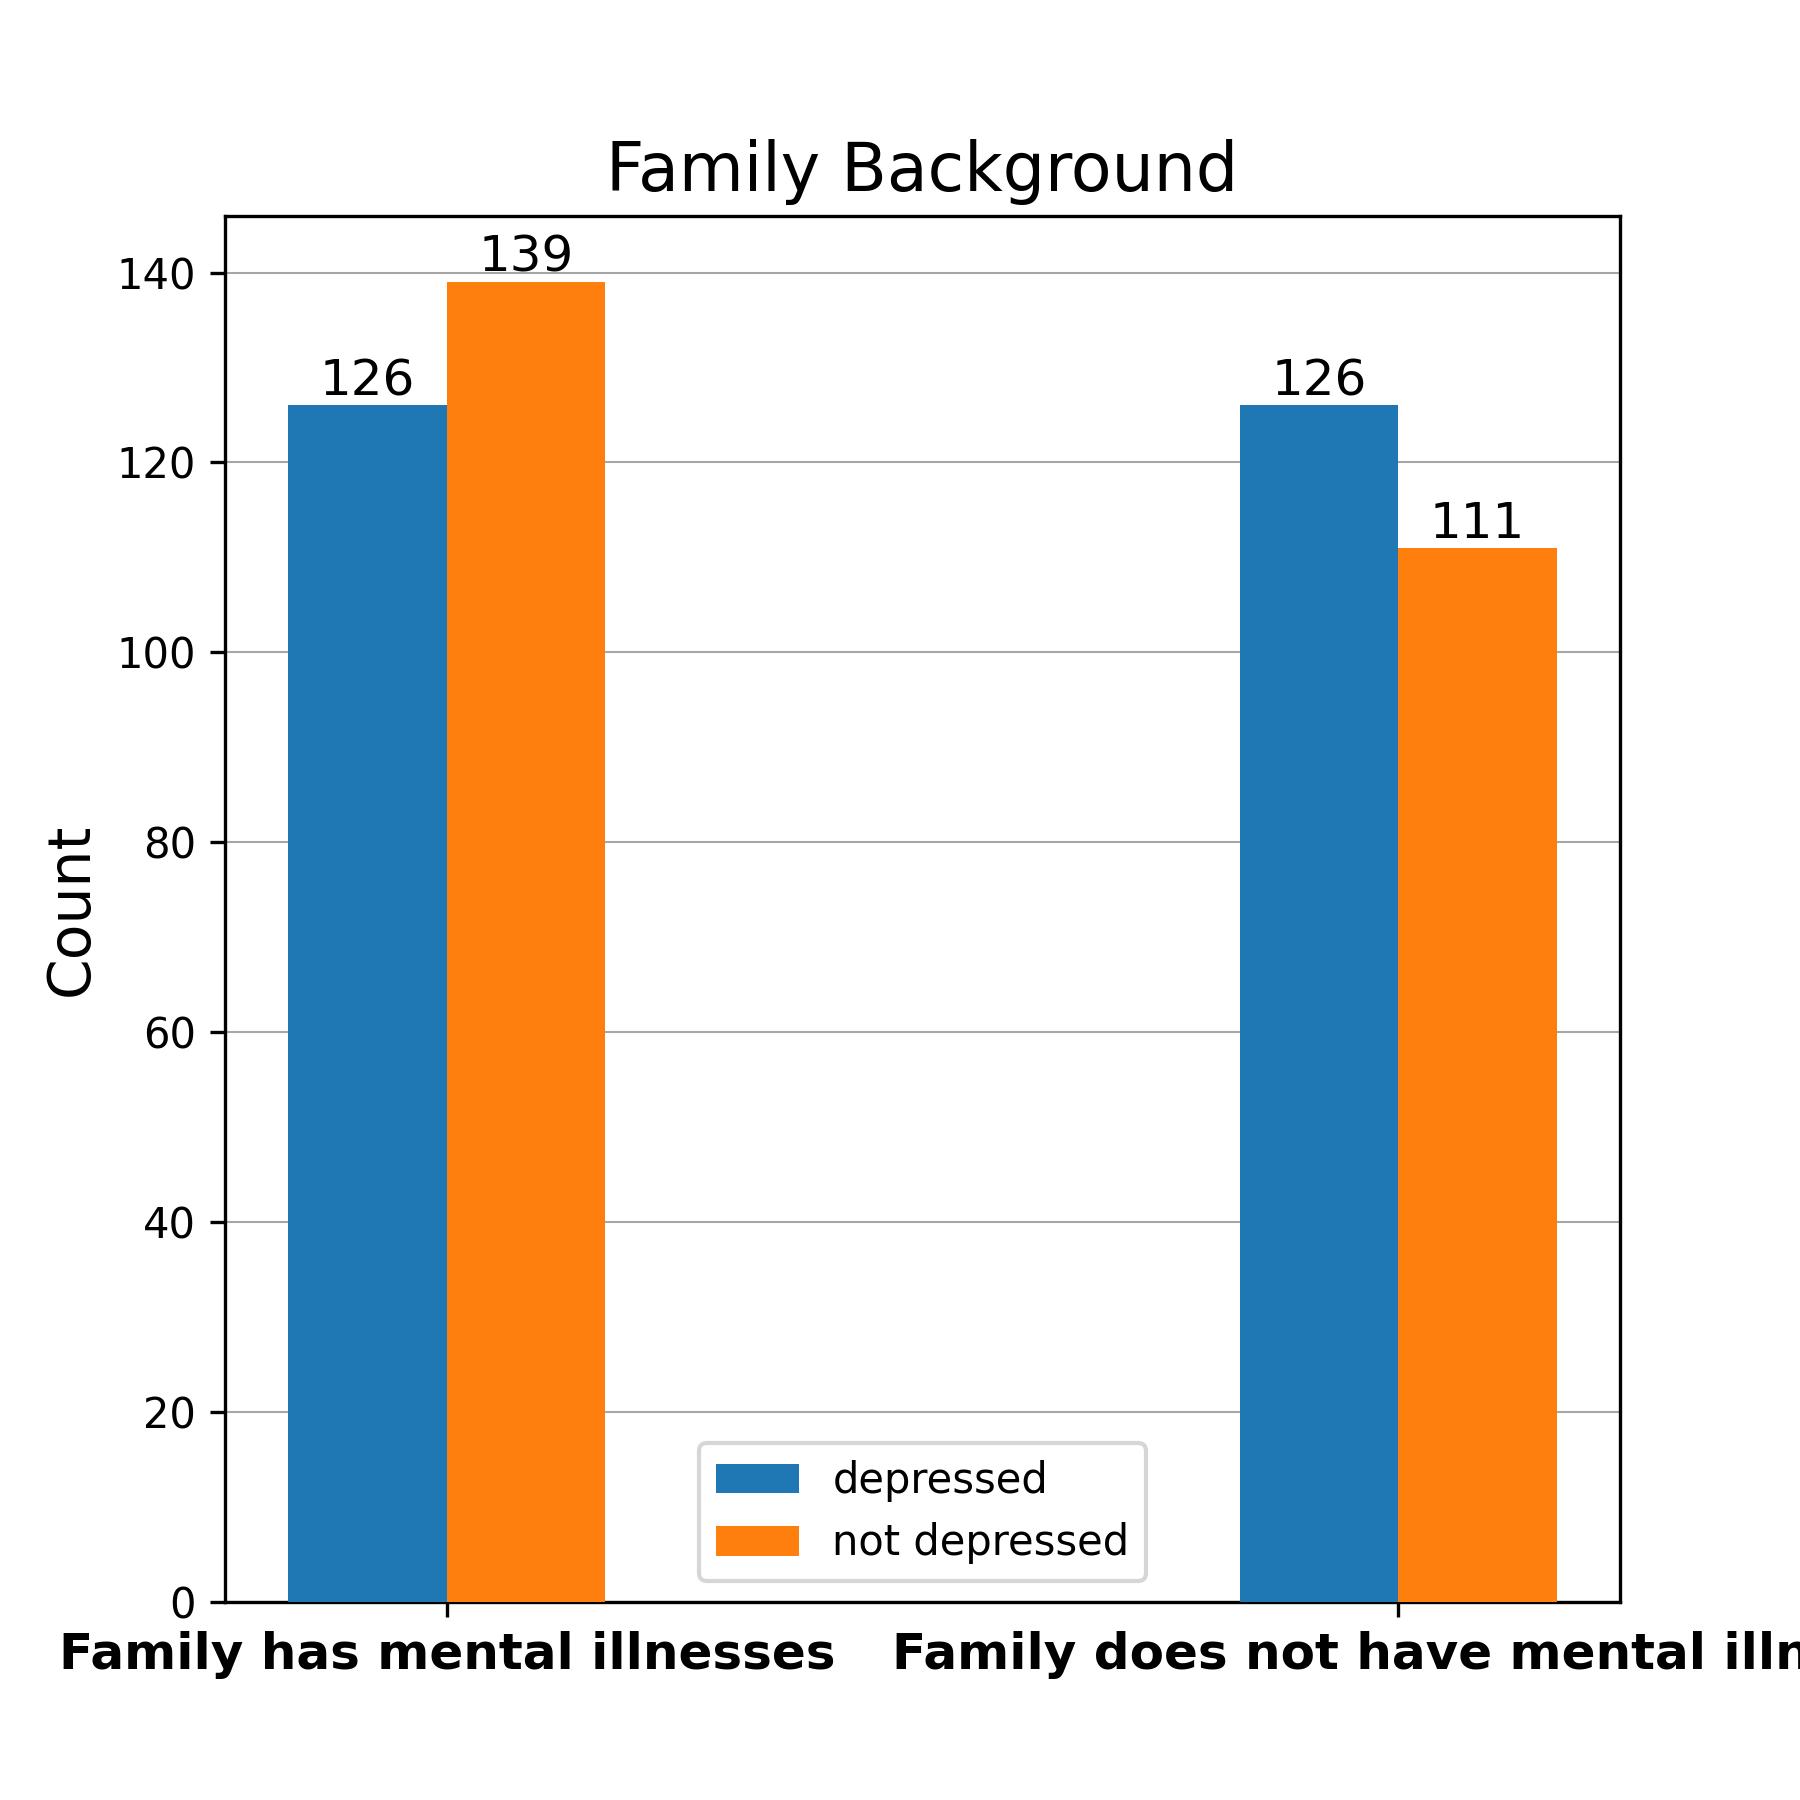 Family Background
139
140
126
126
120
111
100
Count
80
60
40
20
depressed
not depressed
0
Family has mental illnesses
Family does not have mental